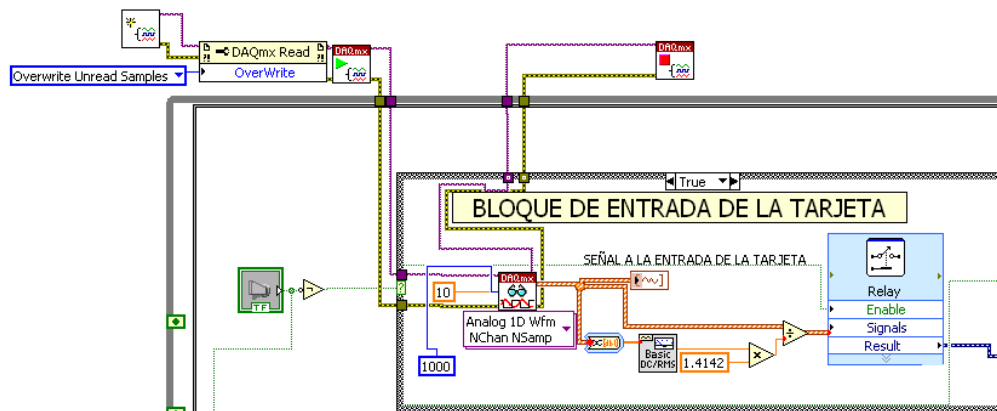 DAQmx Read
OverWrite
Overwrite Unread Samples
DAQmx
DAQmx
True
BLOQUE DE ENTRADA DE LA TARJETA
SEÑAL A LA ENTRADA DE LA TARJETA
TF
?
10
DAQmx
Analog 1D Wfm
NChan NSamp
1000
Basic
DC/RMS
1.4142
Relay
Enable
Signals
Result